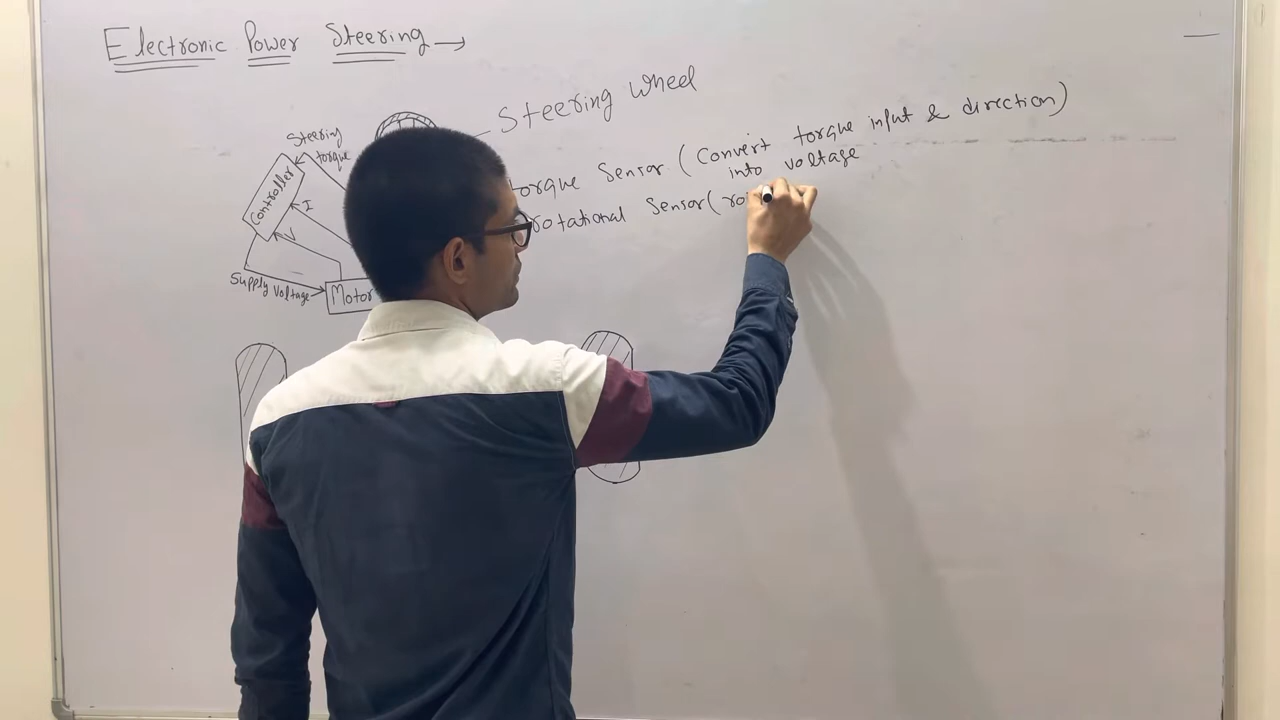 Electronic Power Steering →
Steering Wheel
Steering
torque
Torque Sensor (Convert torque input & direction)
into voltage
rotational Sensor (
Controller
I
V
Supply Voltage
Motor